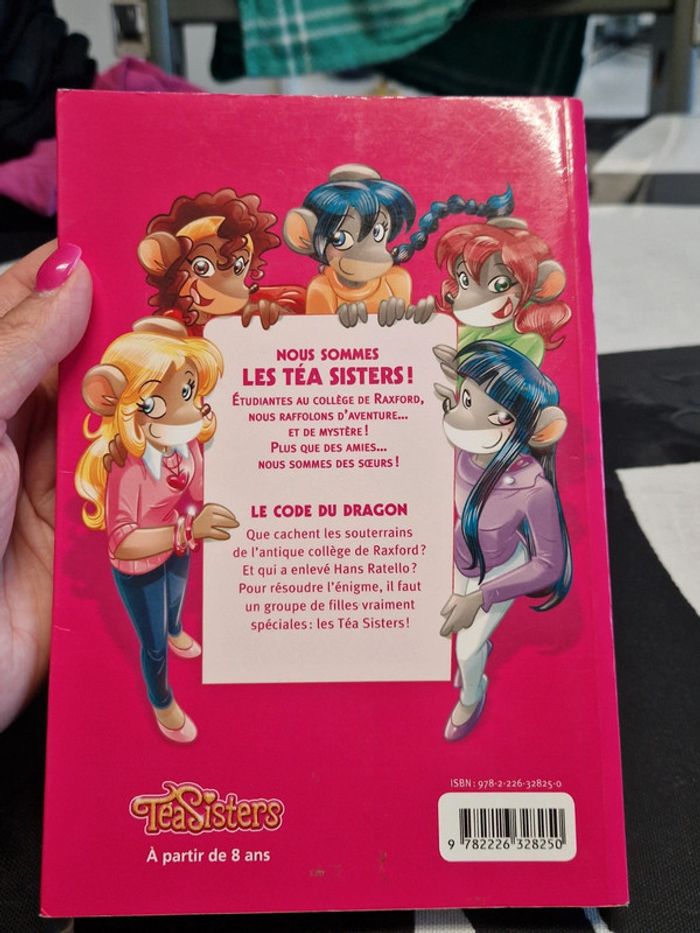 NOUS SOMMES
LES TÉA SISTERS !
ÉTUDIANTES AU COLLÈGE DE RAXFORD,
NOUS RAFFOLONS D'AVENTURE...
ET DE MYSTÈRE !
PLUS QUE DES AMIES...
NOUS SOMMES DES SŒURS !
LE CODE DU DRAGON
Que cachent les souterrains
de l'antique collège de Raxford ?
Et qui a enlevé Hans Ratello ?
Pour résoudre l'énigme, il faut
un groupe de filles vraiment
spéciales : les Téa Sisters !
ISBN : 978-2-226-32825-0
9 782226 328250
TéaSisters
À partir de 8 ans